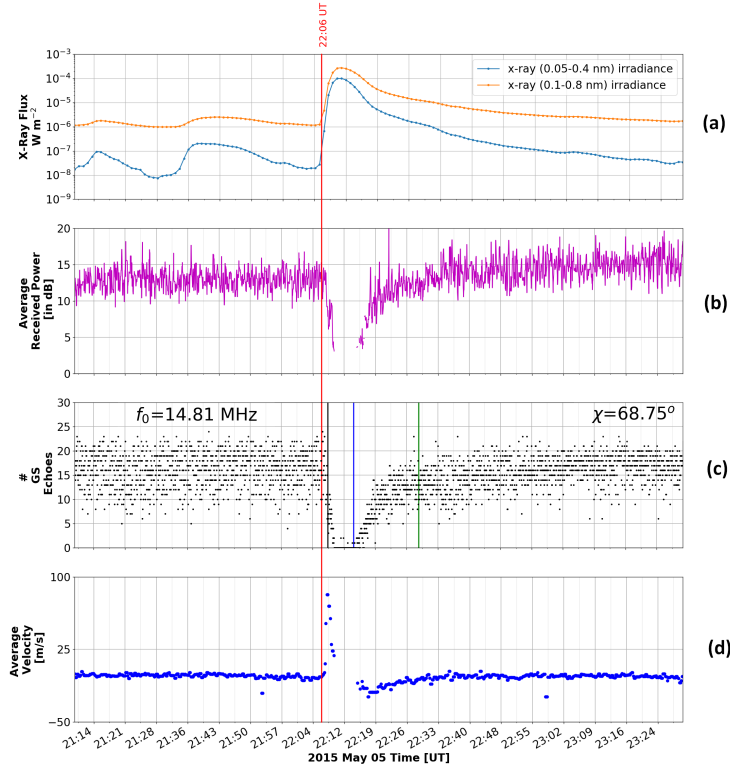 22:06 UT
10⁻³
10⁻⁴
10⁻⁵
10⁻⁶
10⁻⁷
10⁻⁸
10⁻⁹
X-Ray Flux
W m⁻²
x-ray (0.05-0.4 nm) irradiance
x-ray (0.1-0.8 nm) irradiance
(a)
20
15
10
5
0
Average
Received Power
[in dB]
(b)
30
25
20
15
10
5
0
#
GS
Echoes
f₀=14.81 MHz
χ=68.75ᵒ
(c)
100
25
−50
Average
Velocity
[m/s]
(d)
21:14
21:21
21:28
21:36
21:43
21:50
21:57
22:04
22:12
22:19
22:26
22:33
22:40
22:48
22:55
23:02
23:09
23:16
23:24
2015 May 05 Time [UT]